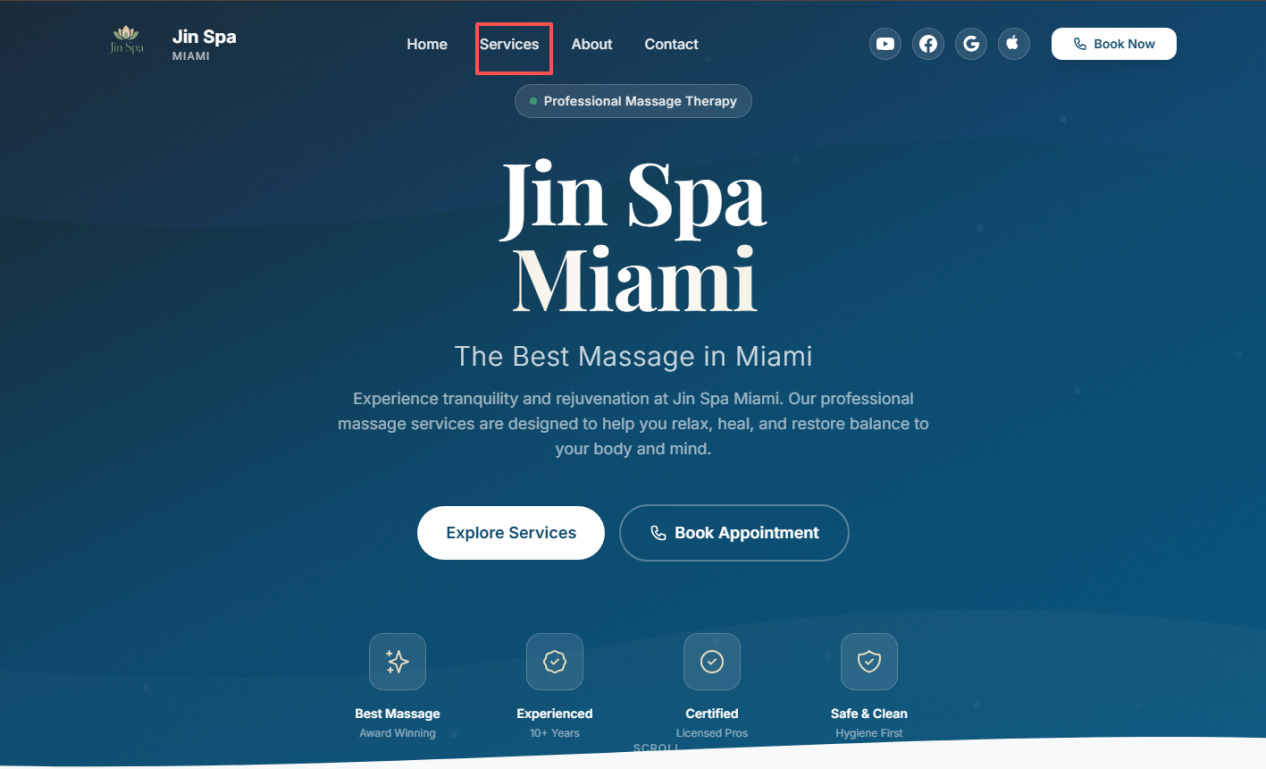 Jin Spa
Jin Spa
MIAMI
Home
Services
About
Contact
Book Now
Professional Massage Therapy
Jin Spa
Miami
The Best Massage in Miami
Experience tranquility and rejuvenation at Jin Spa Miami. Our professional
massage services are designed to help you relax, heal, and restore balance to
your body and mind.
Explore Services
Book Appointment
Best Massage
Award Winning
Experienced
10+ Years
Certified
Licensed Pros
Safe & Clean
Hygiene First
SCROLL